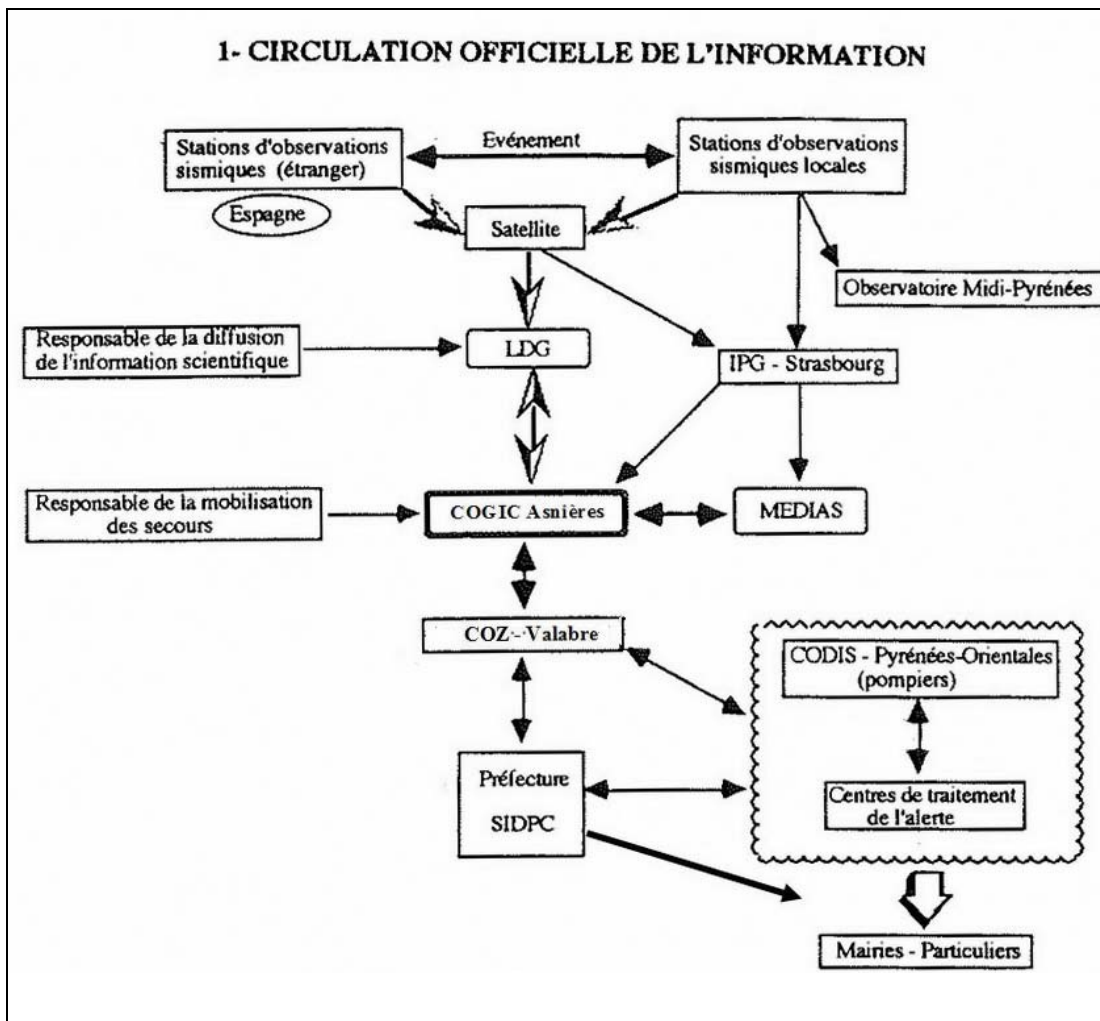 1- CIRCULATION OFFICIELLE DE L'INFORMATION
Stations d'observations
sismiques (étranger)
Evénement
Stations d'observations
sismiques locales
Espagne
Satellite
Observatoire Midi-Pyrénées
Responsable de la diffusion
de l'information scientifique
LDG
IPG - Strasbourg
Responsable de la mobilisation
des secours
COGIC Asnières
MEDIAS
COZ - Valabre
CODIS - Pyrénées-Orientales
(pompiers)
Préfecture
SIDPC
Centres de traitement
de l'alerte
Mairies - Particuliers